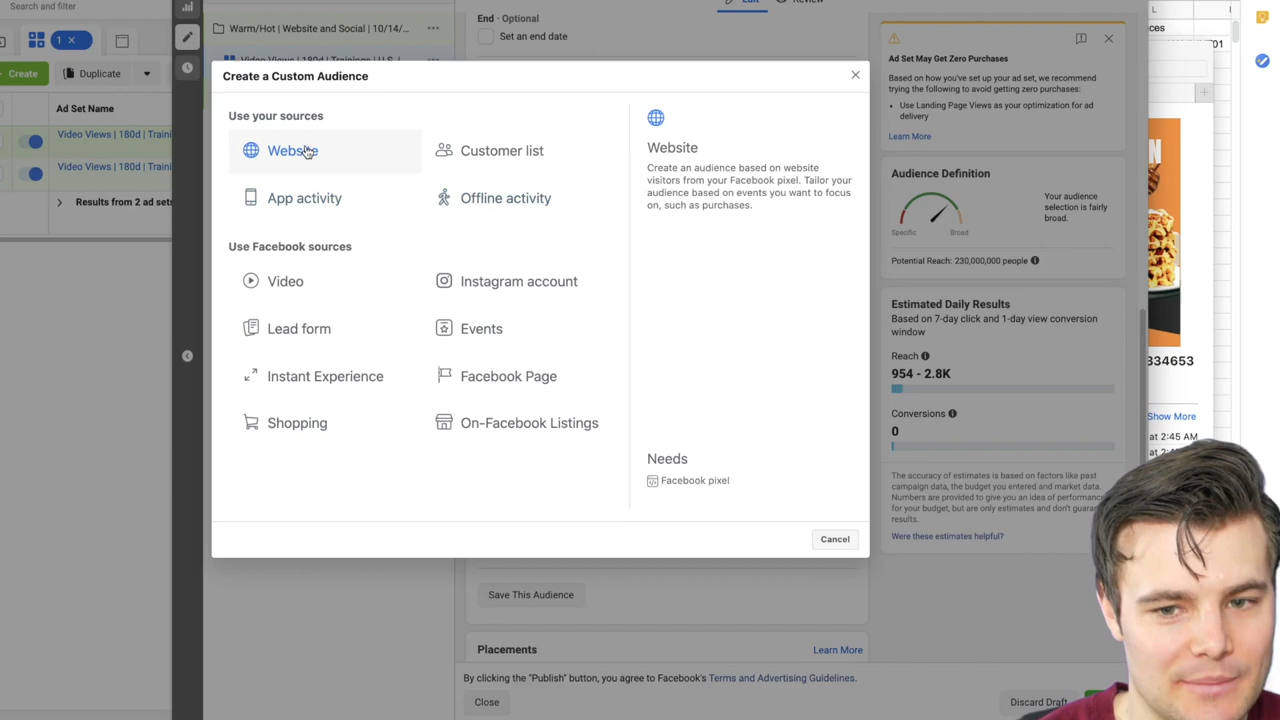 Search and filter
1 ×
Create
Duplicate
Ad Set Name
Video Views | 180d | Traini
Video Views | 180d | Traini
Results from 2 ad sets
Warm/Hot | Website and Social | 10/14/...
Video Views | 180d | Trainings | U.S.
End · Optional
Set an end date
Edit
Review
Create a Custom Audience
Use your sources
Website
Customer list
App activity
Offline activity
Use Facebook sources
Video
Instagram account
Lead form
Events
Instant Experience
Facebook Page
Shopping
On-Facebook Listings
Website
Create an audience based on website
visitors from your Facebook pixel. Tailor your
audience based on events you want to focus
on, such as purchases.
Needs
Facebook pixel
Cancel
Save This Audience
Placements
Learn More
By clicking the "Publish" button, you agree to Facebook's Terms and Advertising Guidelines.
Close
Discard Draft
Ad Set May Get Zero Purchases
Based on how you've set up your ad set, we recommend
trying the following to avoid getting zero purchases:
• Use Landing Page Views as your optimization for ad
delivery
Learn More
Audience Definition
Your audience
selection is fairly
broad.
Specific
Broad
Potential Reach: 230,000,000 people
Estimated Daily Results
Based on 7-day click and 1-day view conversion
window
Reach
954 - 2.8K
Conversions
0
The accuracy of estimates is based on factors like past
campaign data, the budget you entered and market data.
Numbers are provided to give you an idea of performance
for your budget, but are only estimates and don't guaran
results.
Were these estimates helpful?
L
nces
01
334653
Show More
at 2:45 AM